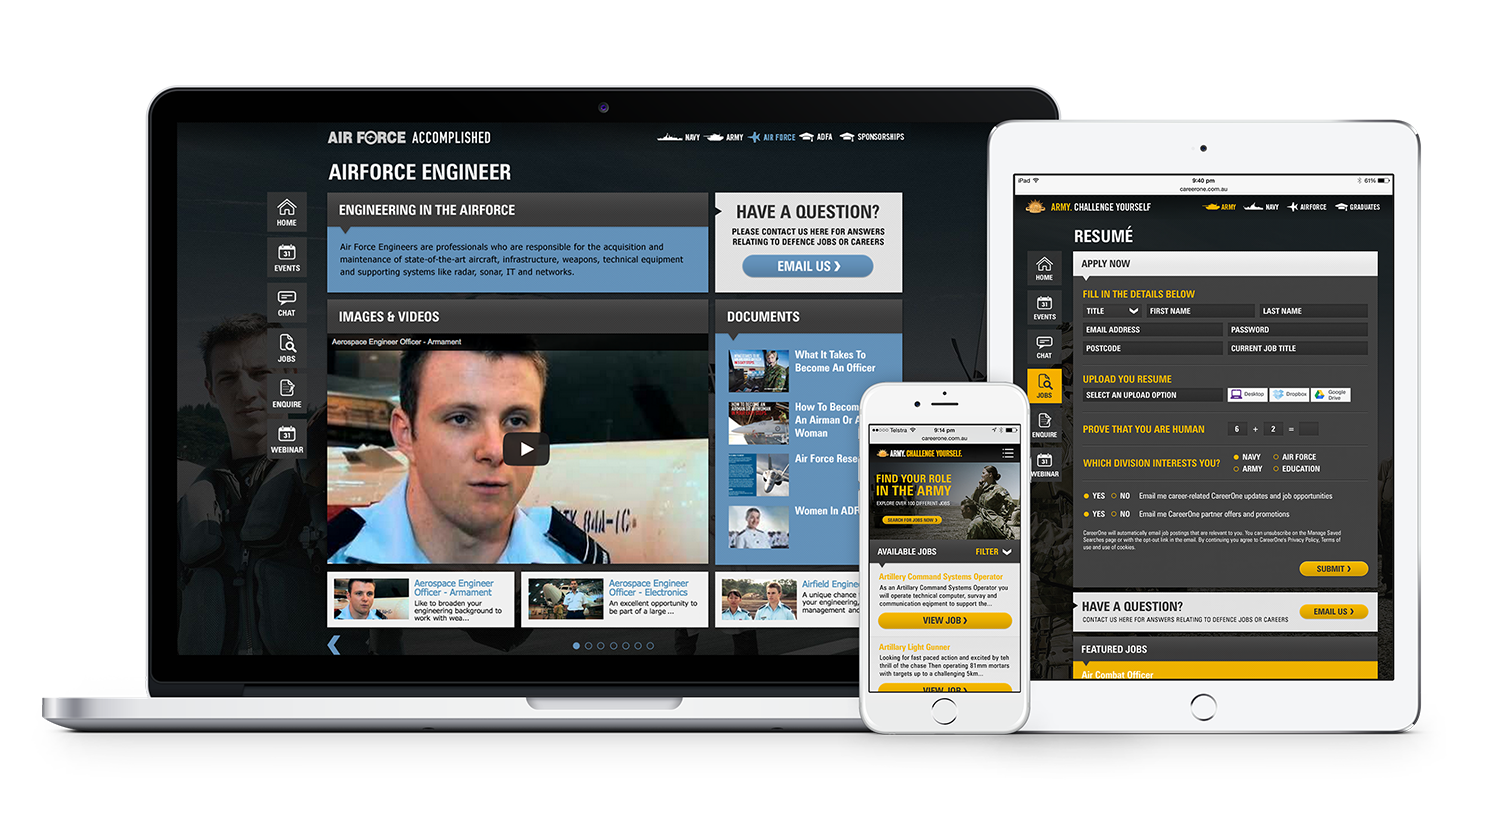 AIR FORCE ACCOMPLISHED
NAVY
ARMY
AIR FORCE
ADFA
SPONSORSHIPS
AIRFORCE ENGINEER
HOME
31
EVENTS
CHAT
JOBS
ENQUIRE
31
WEBINAR
ENGINEERING IN THE AIRFORCE
Air Force Engineers are professionals who are responsible for the acquisition and
maintenance of state-of-the-art aircraft, infrastructure, weapons, technical equipment
and supporting systems like radar, sonar, IT and networks.
HAVE A QUESTION?
PLEASE CONTACT US HERE FOR ANSWERS
RELATING TO DEFENCE JOBS OR CAREERS
EMAIL US
IMAGES & VIDEOS
Aerospace Engineer Officer - Armament
DOCUMENTS
What It Takes To
Become An Officer
How To Becom
An Airman Or A
Woman
Air Force Rese
Women In ADF
Aerospace Engineer
Officer - Armament
Like to broaden your
engineering background to
work with wea...
Aerospace Engineer
Officer - Electronics
An excellent opportunity to
be part of a large ...
Airfield Engine
A unique chance
your engineering,
management and
Telstra
9:14 pm
careerone.com.au
ARMY. CHALLENGE YOURSELF.
FIND YOUR ROLE
IN THE ARMY
EXPLORE OVER 100 DIFFERENT JOBS
SEARCH FOR JOBS NOW
AVAILABLE JOBS
FILTER
Artillery Command Systems Operator
As an Artillary Command Systems Operator you
will operate technical computer, survay and
communication eqipment to support the...
VIEW JOB
Artillary Light Gunner
Looking for fast paced action and excited by teh
thrill of the chase Then operating 81mm mortars
with targets up to a challenging 5km...
VIEW JOB
iPad
9:40 pm
61%
careerone.com.au
ARMY. CHALLENGE YOURSELF
ARMY
NAVY
AIRFORCE
GRADUATES
RESUMÉ
HOME
31
EVENTS
CHAT
JOBS
ENQUIRE
31
WEBINAR
APPLY NOW
FILL IN THE DETAILS BELOW
TITLE
FIRST NAME
LAST NAME
EMAIL ADDRESS
PASSWORD
POSTCODE
CURRENT JOB TITLE
UPLOAD YOU RESUME
SELECT AN UPLOAD OPTION
Desktop
Dropbox
Google
Drive
PROVE THAT YOU ARE HUMAN
6 + 2 =
WHICH DIVISION INTERESTS YOU?
NAVY
AIR FORCE
ARMY
EDUCATION
YES NO Email me career-related CareerOne updates and job opportunities
YES NO Email me CareerOne partner offers and promotions
CareerOne will automatically email job postings that are relevant to you. You can unsubscribe on the Manage Saved
Searches page or with the opt-out link in the email. By continuing you agree to CareerOne's Privacy Policy, Terms of
use and use of cookies.
SUBMIT
HAVE A QUESTION?
CONTACT US HERE FOR ANSWERS RELATING TO DEFENCE JOBS OR CAREERS
EMAIL US
FEATURED JOBS
Air Combat Officer